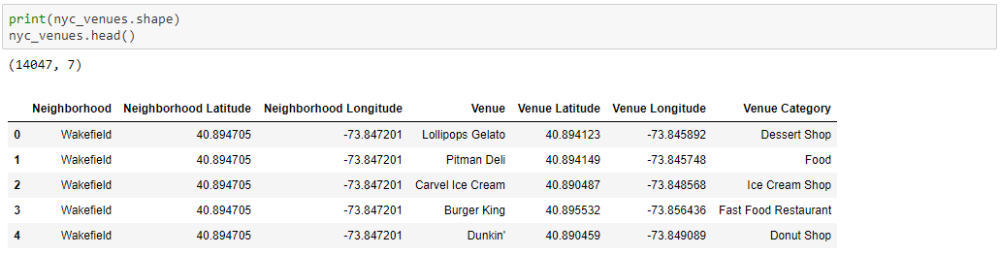 print(nyc_venues.shape)
nyc_venues.head()
(14047, 7)
Neighborhood Neighborhood Latitude Neighborhood Longitude Venue Venue Latitude Venue Longitude Venue Category
0 Wakefield 40.894705 -73.847201 Lollipops Gelato 40.894123 -73.845892 Dessert Shop
1 Wakefield 40.894705 -73.847201 Pitman Deli 40.894149 -73.845748 Food
2 Wakefield 40.894705 -73.847201 Carvel Ice Cream 40.890487 -73.848568 Ice Cream Shop
3 Wakefield 40.894705 -73.847201 Burger King 40.895532 -73.856436 Fast Food Restaurant
4 Wakefield 40.894705 -73.847201 Dunkin' 40.890459 -73.849089 Donut Shop